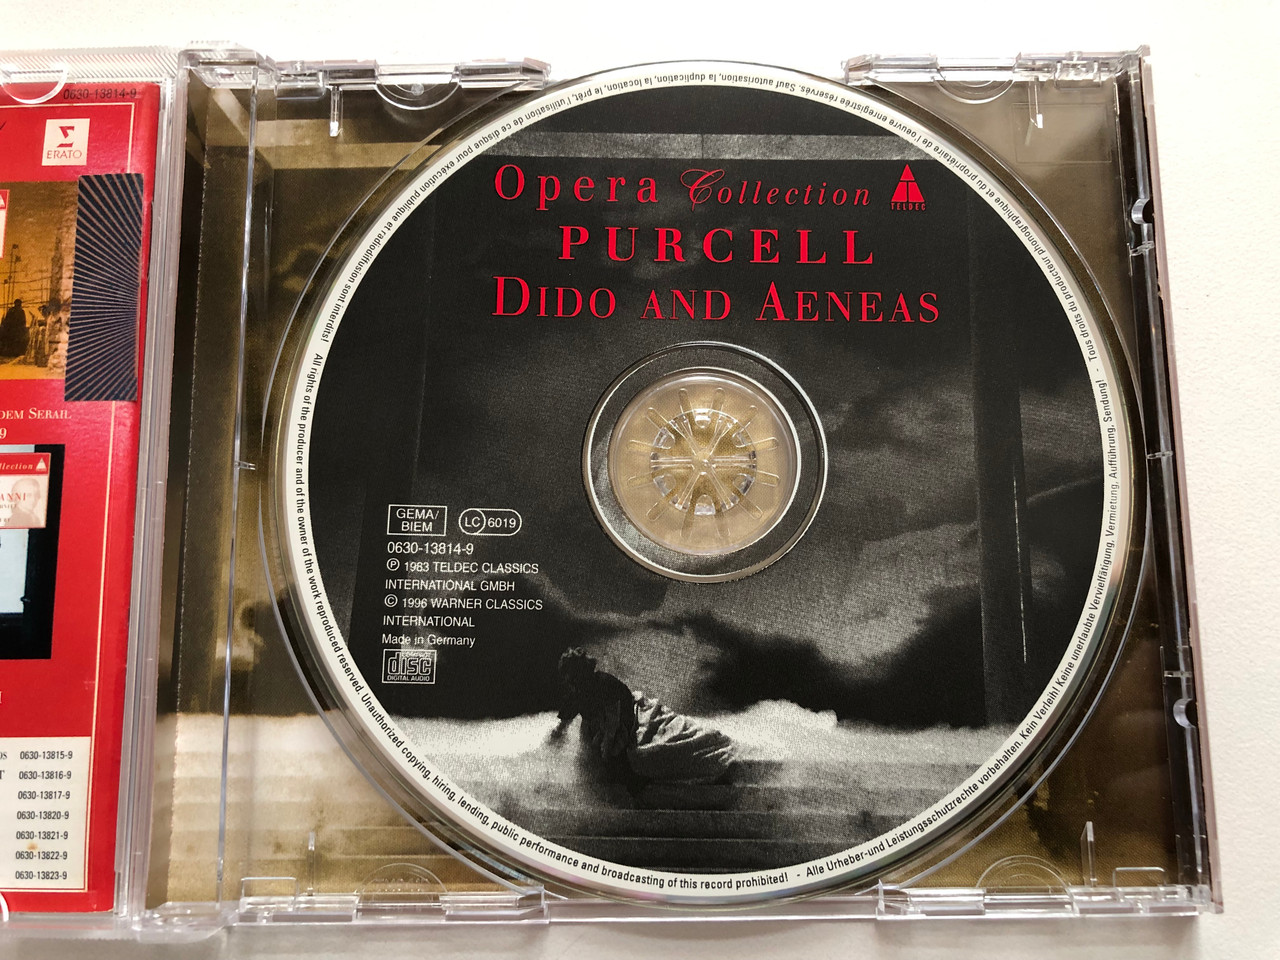 0630-13814-9
ERATO
DEM SERAIL
9
llection
ANNI
OS 0630-13815-9
T 0630-13816-9
0630-13817-9
0630-13820-9
0630-13821-9
0630-13822-9
0630-13823-9
Opera Collection
TELDEC
PURCELL
DIDO AND AENEAS
GEMA/
BIEM
LC 6019
0630-13814-9
℗ 1983 TELDEC CLASSICS
INTERNATIONAL GMBH
© 1996 WARNER CLASSICS
INTERNATIONAL
Made in Germany
COMPACT
disc
DIGITAL AUDIO
All rights of the producer and of the owner of the work reproduced reserved. Unauthorized copying, hiring, lending, public performance and broadcasting of this record prohibited! - Alle Urheber-und Leistungsschutzrechte vorbehalten. Kein Verleih! Keine unerlaubte Vervielfältigung, Vermietung, Aufführung, Sendung! - Tous droits du producteur phonographique et du propriétaire de l'oeuvre enregistrée réservés. Sauf autorisation, la duplication, la location, le prêt, l'utilisation de ce disque pour exécution publique et radiodiffusion sont interdits!